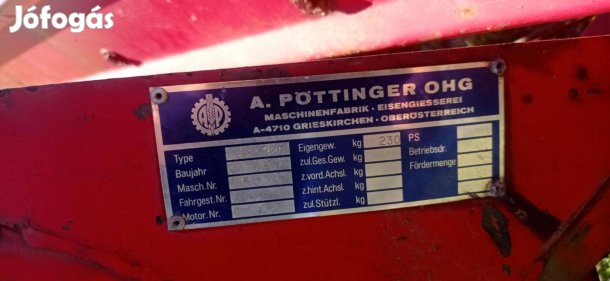 Jófogás
A. PÖTTINGER OHG
MASCHINENFABRIK · EISENGIESSEREI
A-4710 GRIESKIRCHEN · OBERÖSTERREICH
Type Eigengew. kg 230 PS
Baujahr zul.Ges.Gew. kg Betriebsdr.
Masch.Nr. z.vord.Achsl. kg Fördermenge
Fahrgest.Nr. z.hint.Achsl. kg
Motor.Nr. zul.Stützl. kg